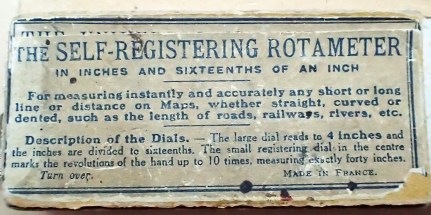 THE SELF-REGISTERING ROTAMETER
IN INCHES AND SIXTEENTHS OF AN INCH
For measuring instantly and accurately any short or long
line or distance on Maps, whether straight, curved or
dented, such as the length of roads, railways, rivers, etc.
Description of the Dials. — The large dial reads to 4 inches and
the inches are divided to sixteenths. The small registering dial in the centre
marks the revolutions of the hand up to 10 times, measuring exactly forty inches.
Turn over. MADE IN FRANCE.